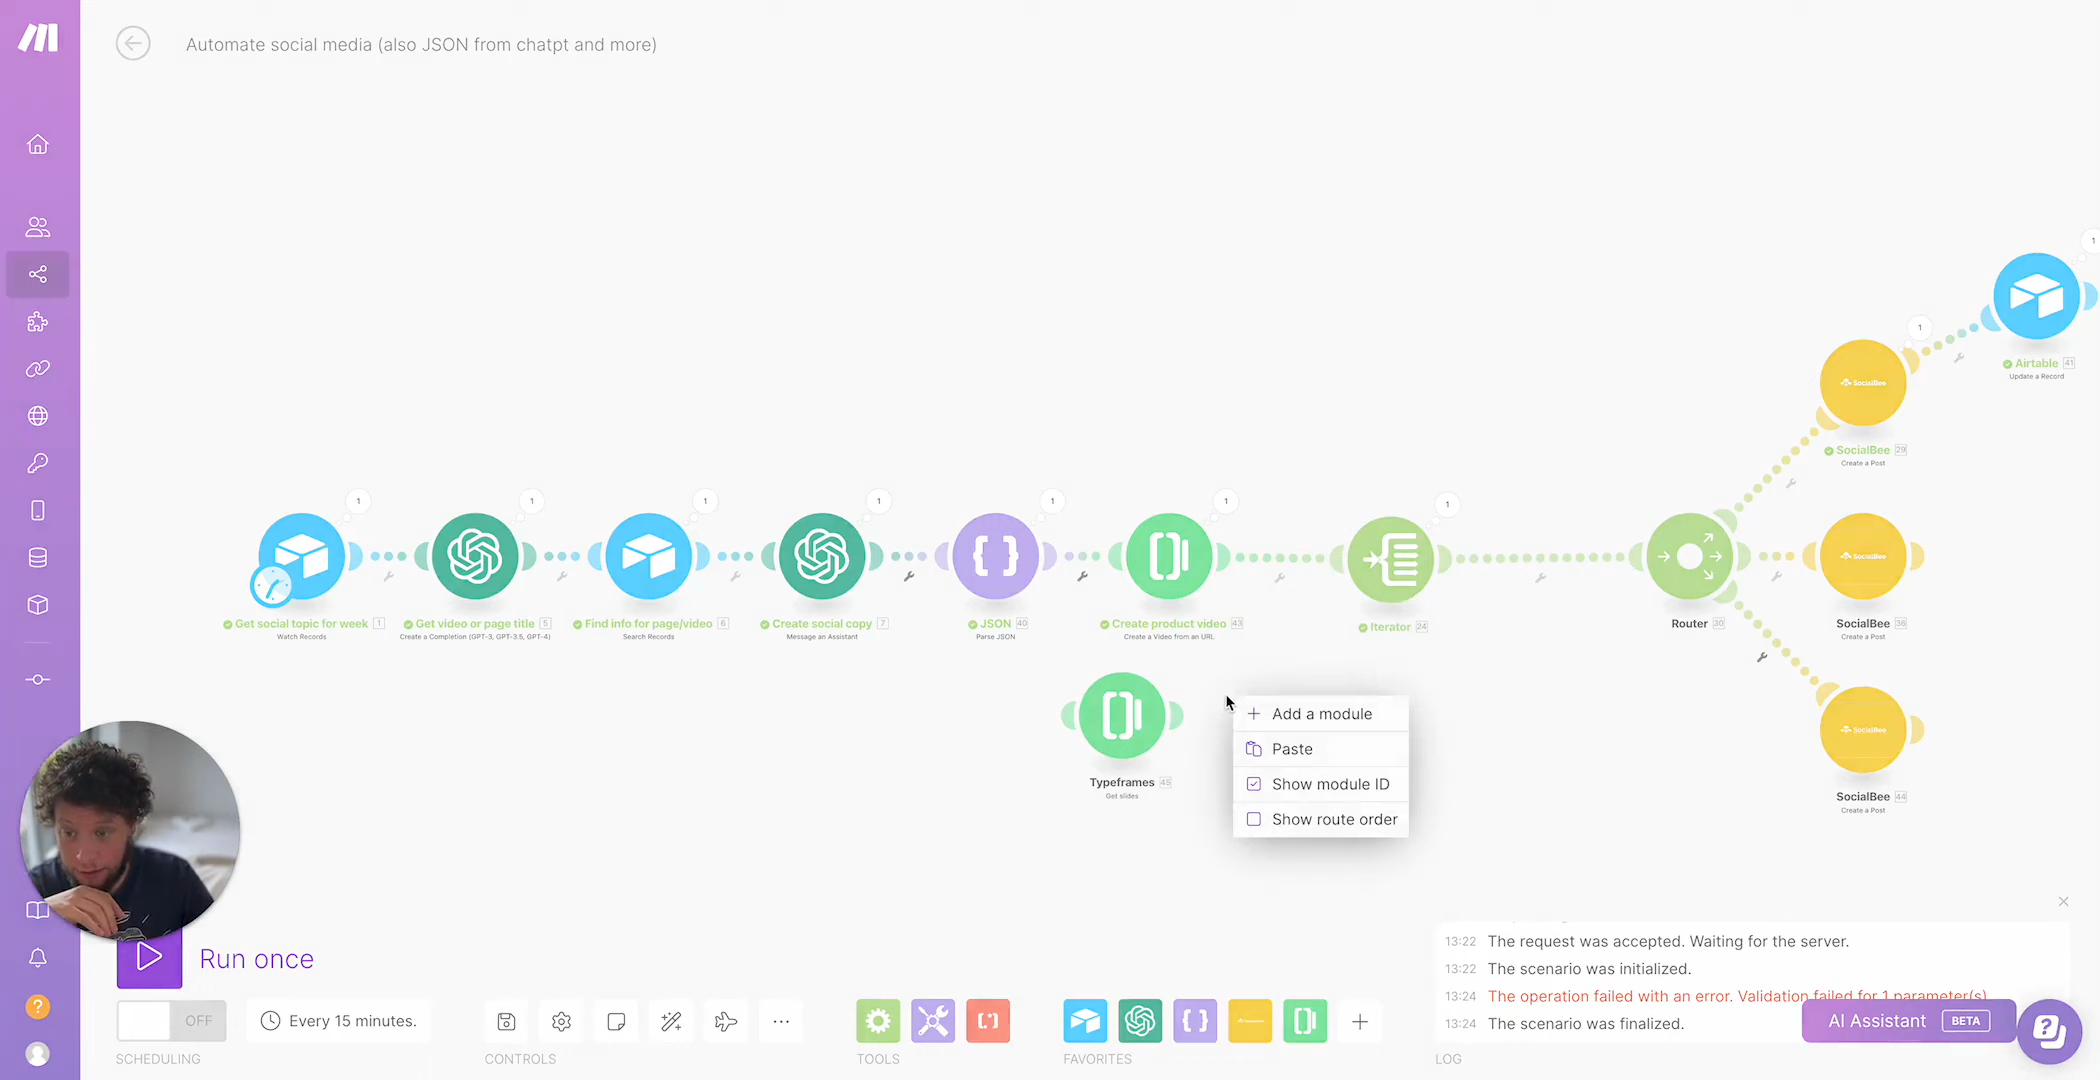 Automate social media (also JSON from chatpt and more)
1
1
Airtable 41
Update a Record
SocialBee
SocialBee 29
Create a Post
1
1
1
1
1
1
1
SocialBee
Get social topic for week 1
Watch Records
Get video or page title 5
Create a Completion (GPT-3, GPT-3.5, GPT-4)
Find info for page/video 6
Search Records
Create social copy 7
Message an Assistant
JSON 40
Parse JSON
Create product video 43
Create a Video from an URL
Iterator 24
Router 30
SocialBee 36
Create a Post
SocialBee
Typeframes 45
Get slides
SocialBee 44
Create a Post
+ Add a module
Paste
Show module ID
Show route order
Run once
OFF
Every 15 minutes.
SCHEDULING
CONTROLS
TOOLS
FAVORITES
LOG
13:22 The request was accepted. Waiting for the server.
13:22 The scenario was initialized.
13:24 The operation failed with an error. Validation failed for 1 parameter(s)
13:24 The scenario was finalized.
AI Assistant BETA